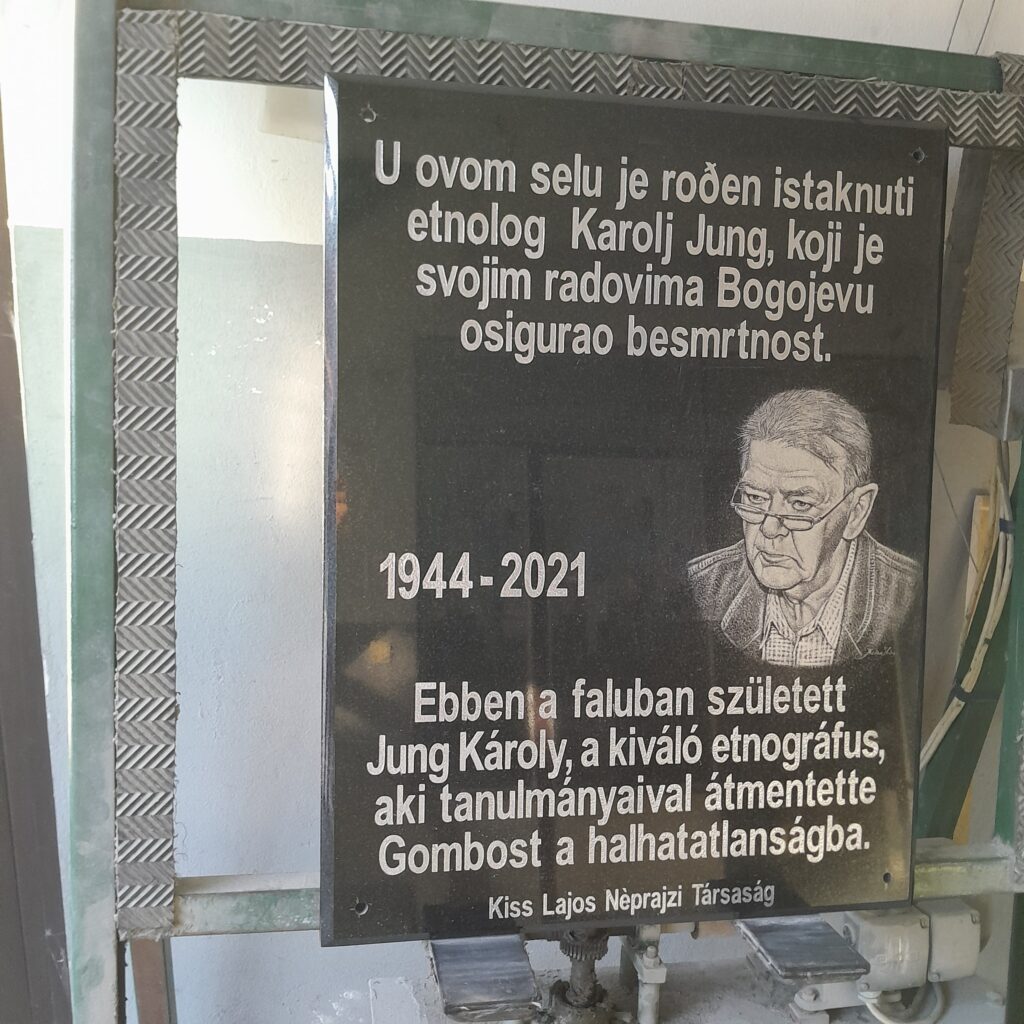 U ovom selu je rođen istaknuti
etnolog Karolj Jung, koji je
svojim radovima Bogojevu
osigurao besmrtnost.
1944-2021
Ebben a faluban született
Jung Károly, a kiváló etnográfus,
aki tanulmányaival átmentette
Gombost a halhatatlanságba.
Kiss Lajos Nèprajzi Társaság